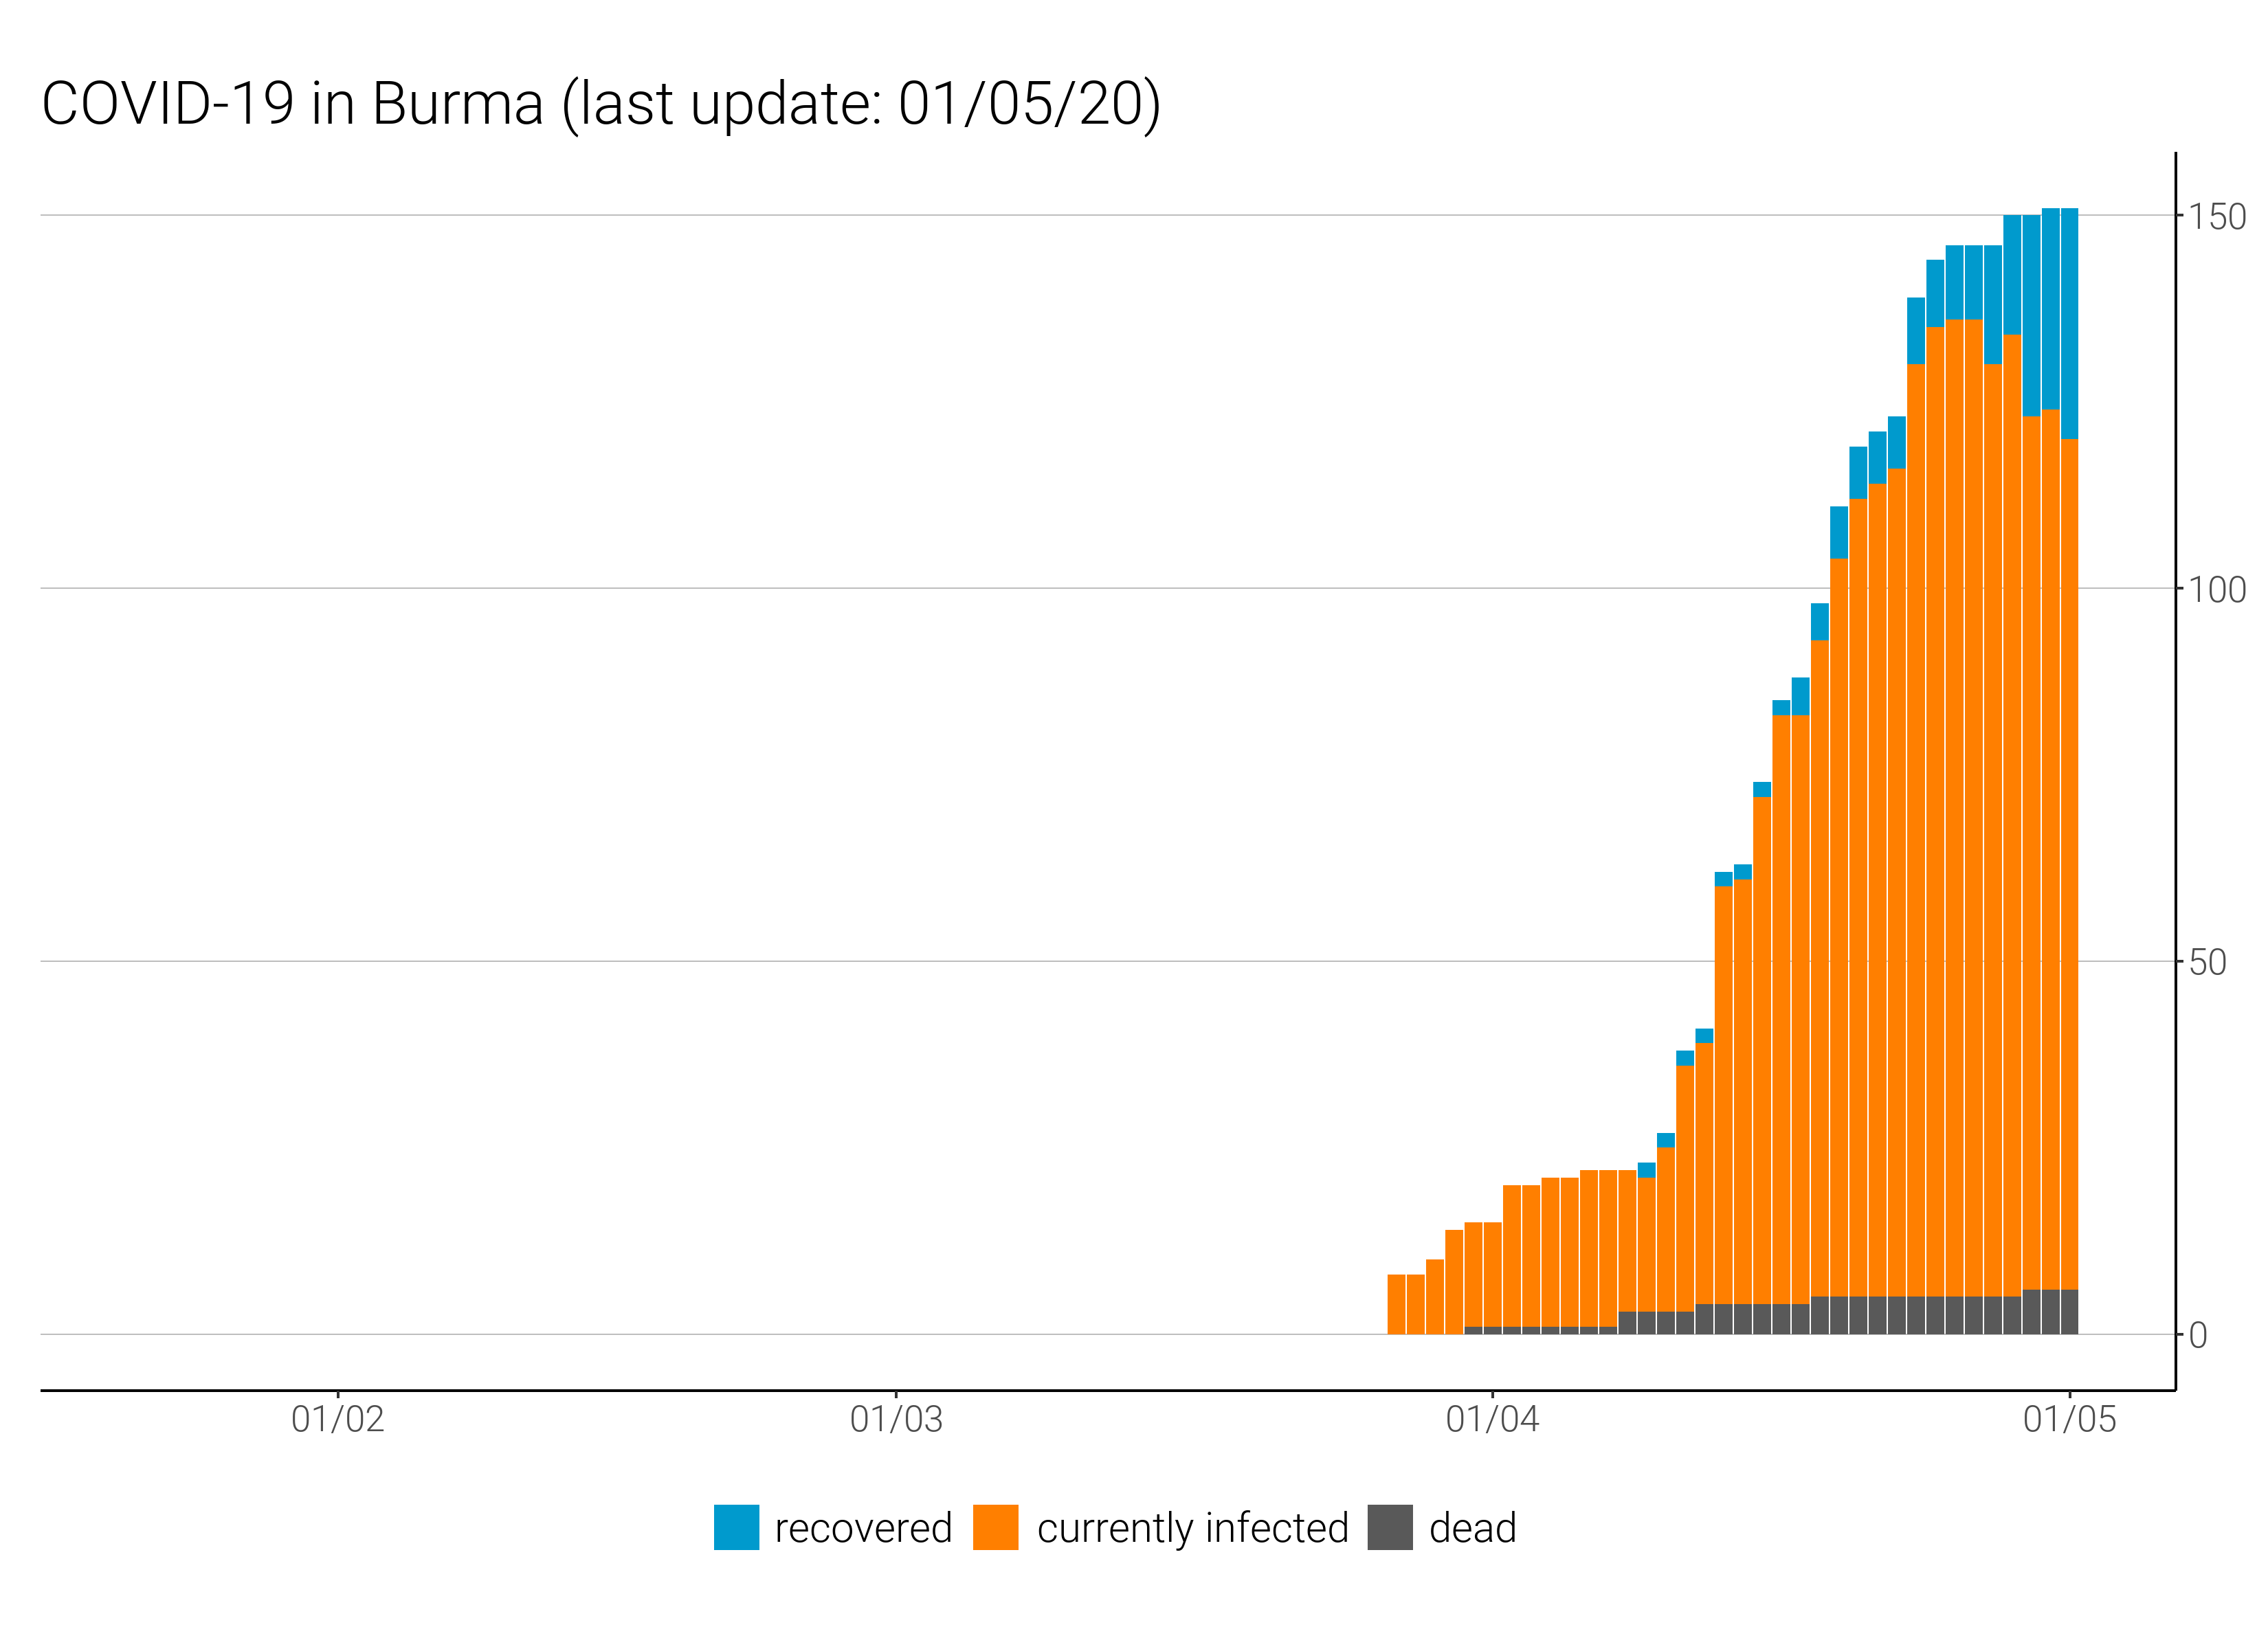 COVID-19 in Burma (last update: 01/05/20)
150
100
50
0
01/02 01/03 01/04 01/05
recovered currently infected dead